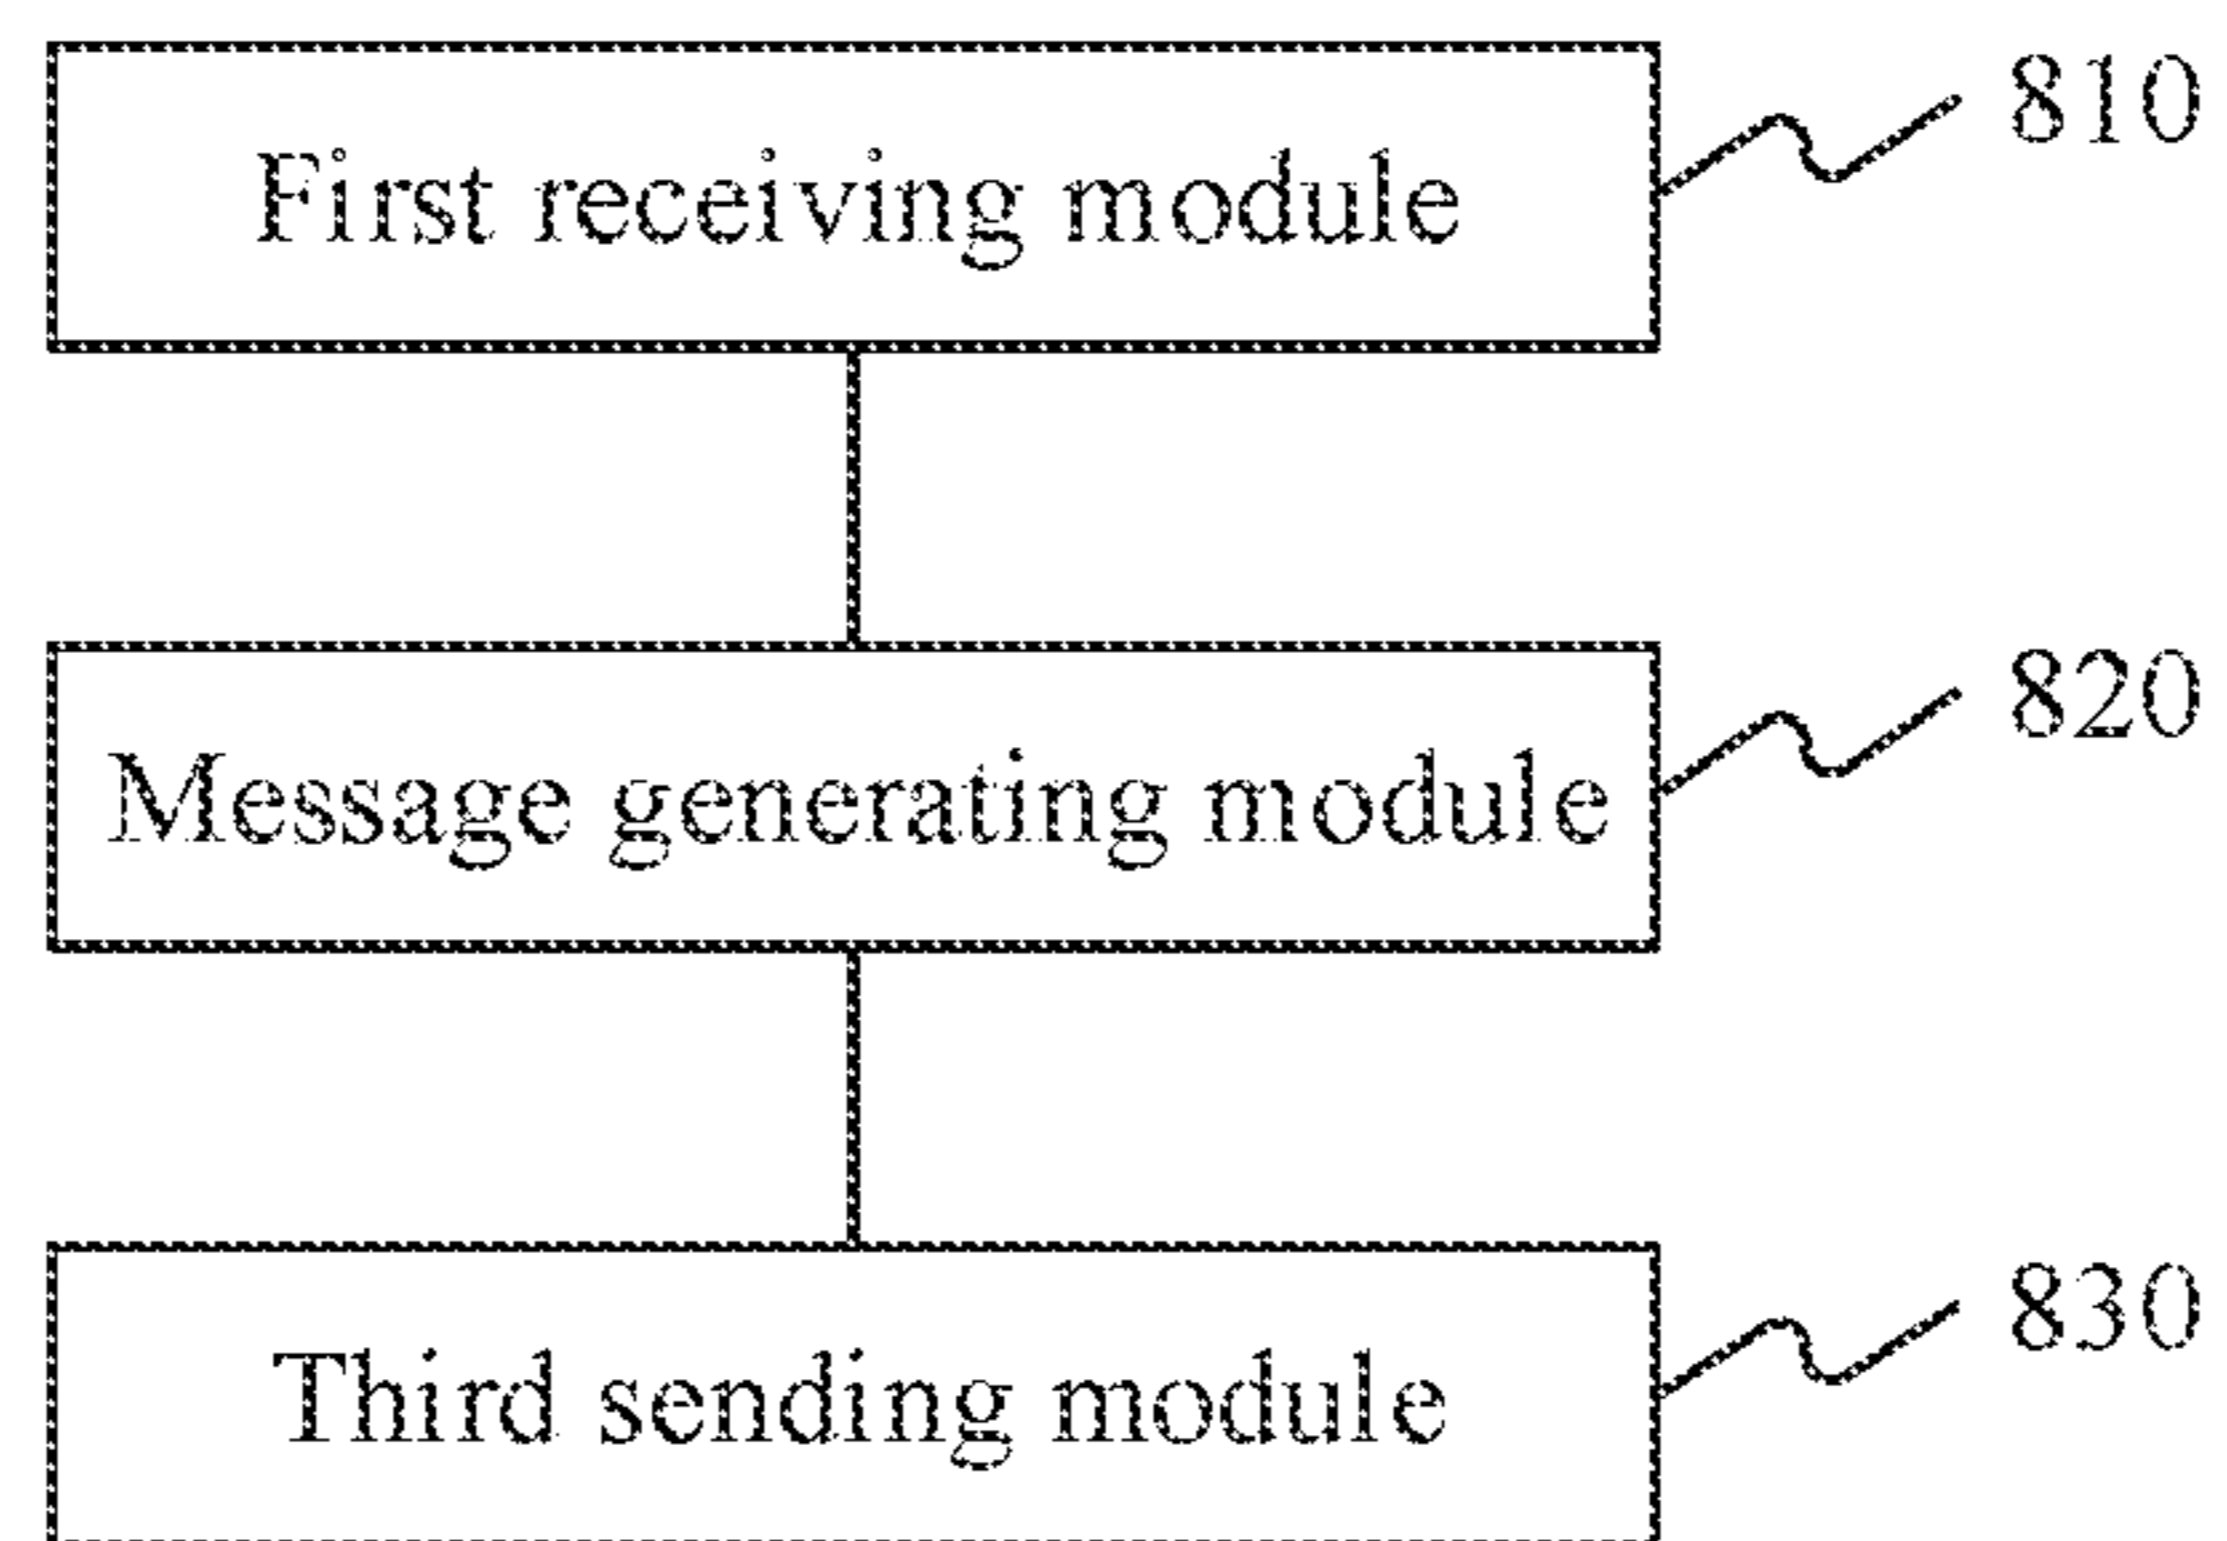 First receiving module 810
Message generating module 820
Third sending module 830